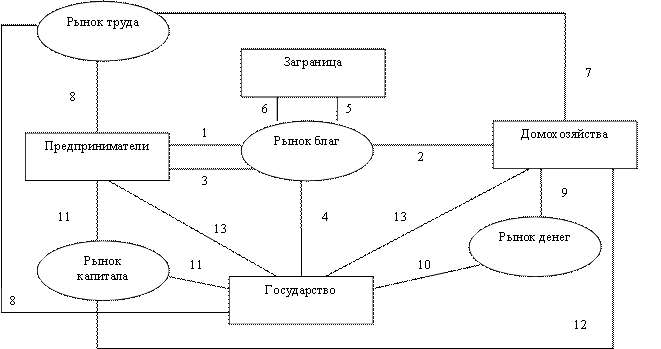 Рынок труда
Заграница
7
8
6
5
1
Рынок благ
Домохозяйства
Предприниматели
2
3
9
11
13
4
13
Рынок денег
Рынок
капитала
11
10
Государство
8
12